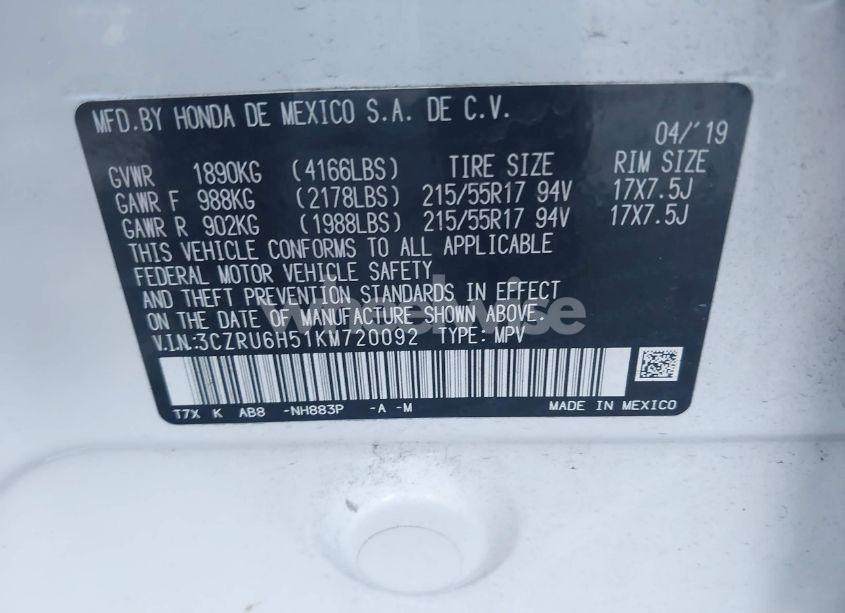 MFD.BY HONDA DE MEXICO S.A. DE C.V.
04/'19
GVWR 1890KG (4166LBS) TIRE SIZE RIM SIZE
GAWR F 988KG (2178LBS) 215/55R17 94V 17X7.5J
GAWR R 902KG (1988LBS) 215/55R17 94V 17X7.5J
THIS VEHICLE CONFORMS TO ALL APPLICABLE
FEDERAL MOTOR VEHICLE SAFETY
AND THEFT PREVENTION STANDARDS IN EFFECT
ON THE DATE OF MANUFACTURE SHOWN ABOVE.
wheelwise
V.I.N.:3CZRU6H51KM720092 TYPE: MPV
T7X K AB8 -NH883P -A -M MADE IN MEXICO